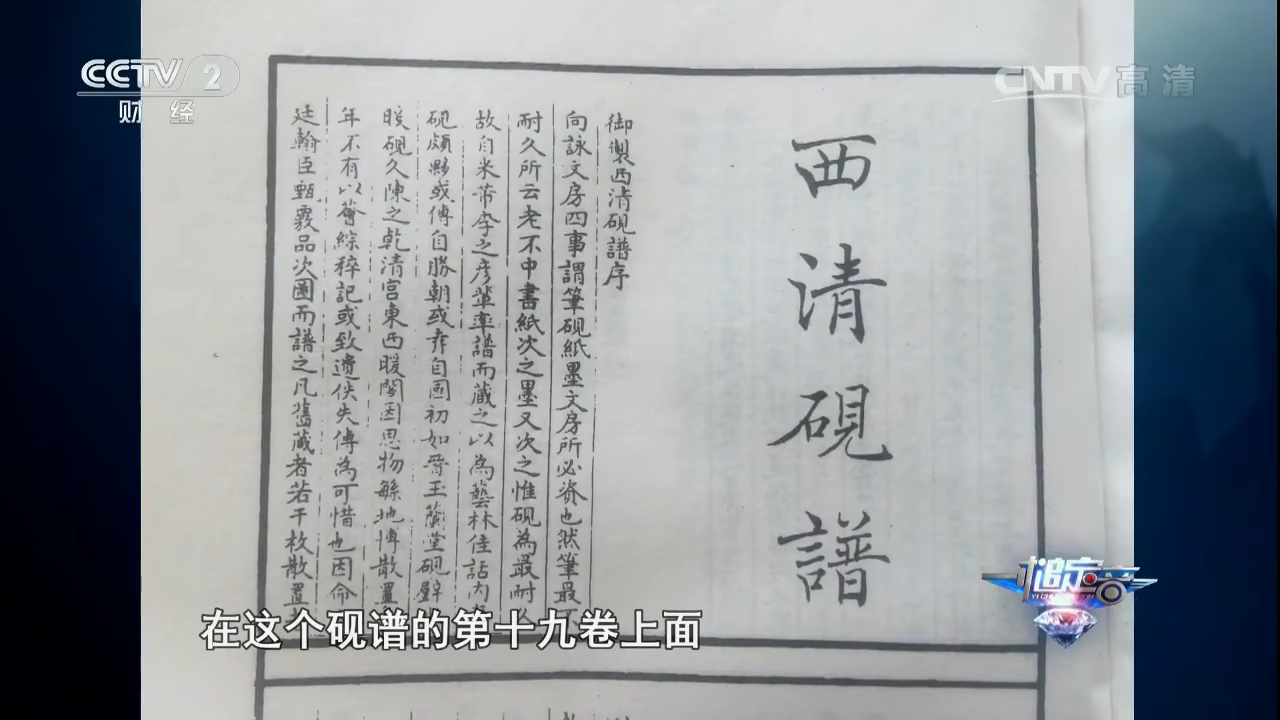 CCTV 2
财经
CNTV高清
西清硯譜
御製西清硯譜序
向詠文房四事謂筆硯紙墨文房所必資也然筆最
耐久所云老不中書紙次之墨又次之惟硯為最耐
故自米芾李之彥輩率譜而藏之以為藝林佳話内
硯頗夥或傳自勝朝或弆自國初如晉玉蘭堂硯璧
暖硯久陳之乾清宮東西暖閣因思物緐地博散置
年不有以薈綜稡記或致遺佚失傳為可惜也因命
廷翰臣甄覈品次圖而譜之凡舊藏者若干枚散置
在这个砚谱的第十九卷上面